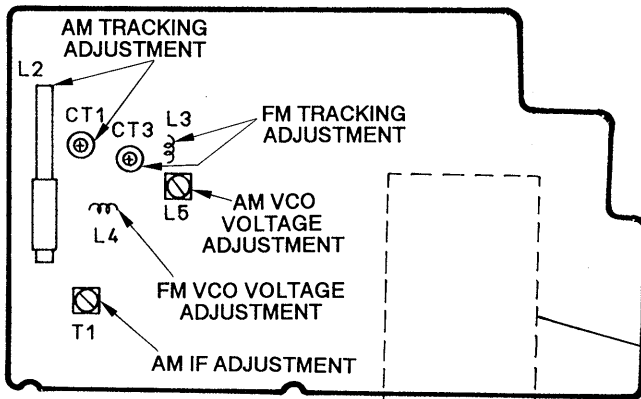 AM TRACKING
ADJUSTMENT
L2
CT1
CT3
L3
FM TRACKING
ADJUSTMENT
L5
AM VCO
VOLTAGE
ADJUSTMENT
L4
FM VCO VOLTAGE
ADJUSTMENT
T1
AM IF ADJUSTMENT